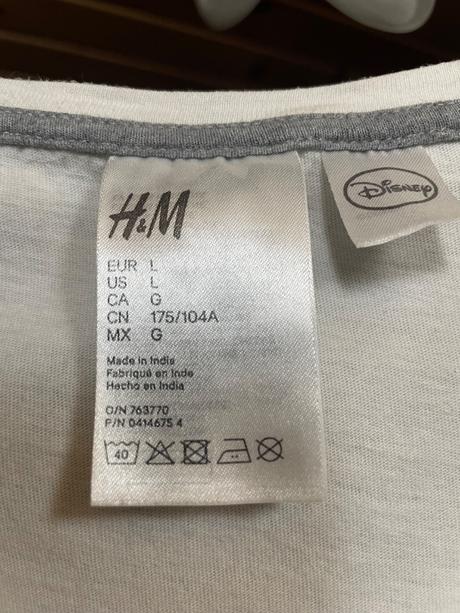 H&M
Disney
EUR L
US L
CA G
CN 175/104A
MX G
Made in India
Fabriqué en Inde
Hecho en India
O/N 763770
P/N 0414675 4
40